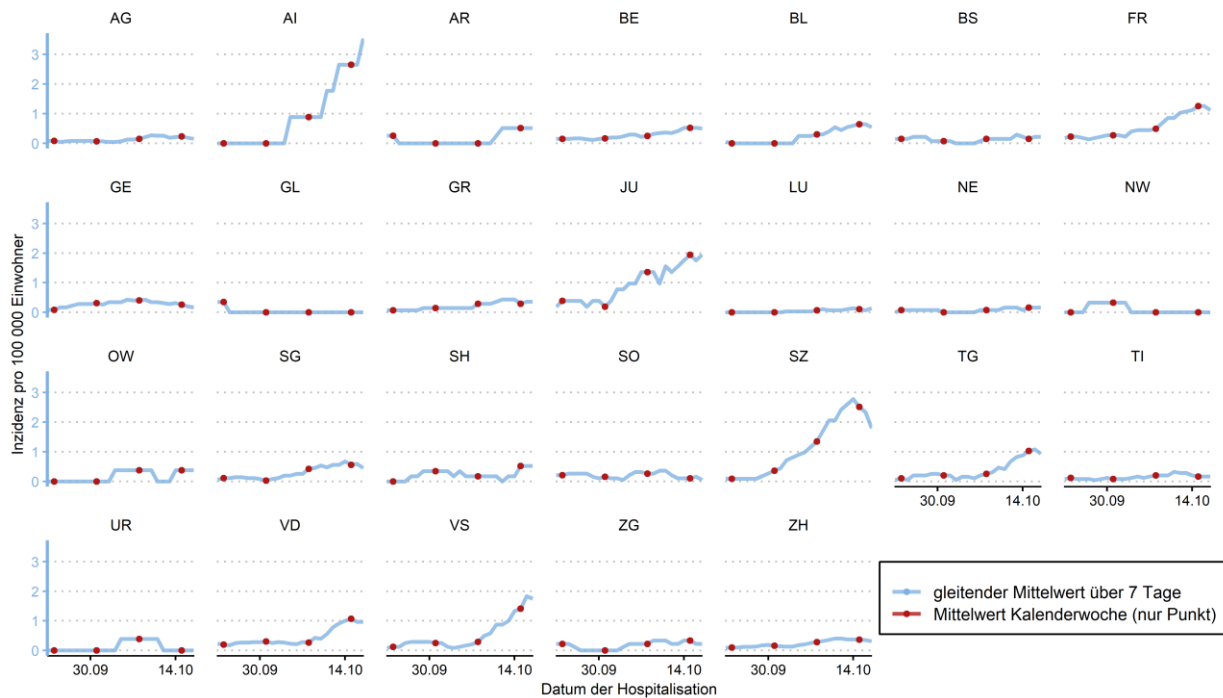 AG AI AR BE BL BS FR
3
2
1
0
GE GL GR JU LU NE NW
3
2
1
0
OW SG SH SO SZ TG TI
3
2
1
0
30.09 14.10 30.09 14.10
UR VD VS ZG ZH
3
2
1
0
30.09 14.10 30.09 14.10 30.09 14.10 30.09 14.10 30.09 14.10
Inzidenz pro 100 000 Einwohner
Datum der Hospitalisation
gleitender Mittelwert über 7 Tage
Mittelwert Kalenderwoche (nur Punkt)